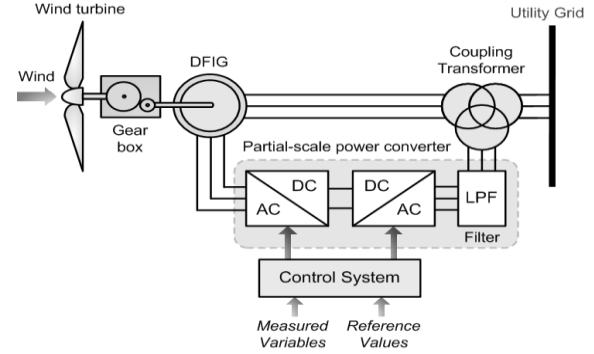 Wind turbine
Utility Grid
DFIG
Coupling
Transformer
Wind
Gear
box
Partial-scale power converter
DC
AC
DC
AC
LPF
Filter
Control System
Measured
Variables
Reference
Values